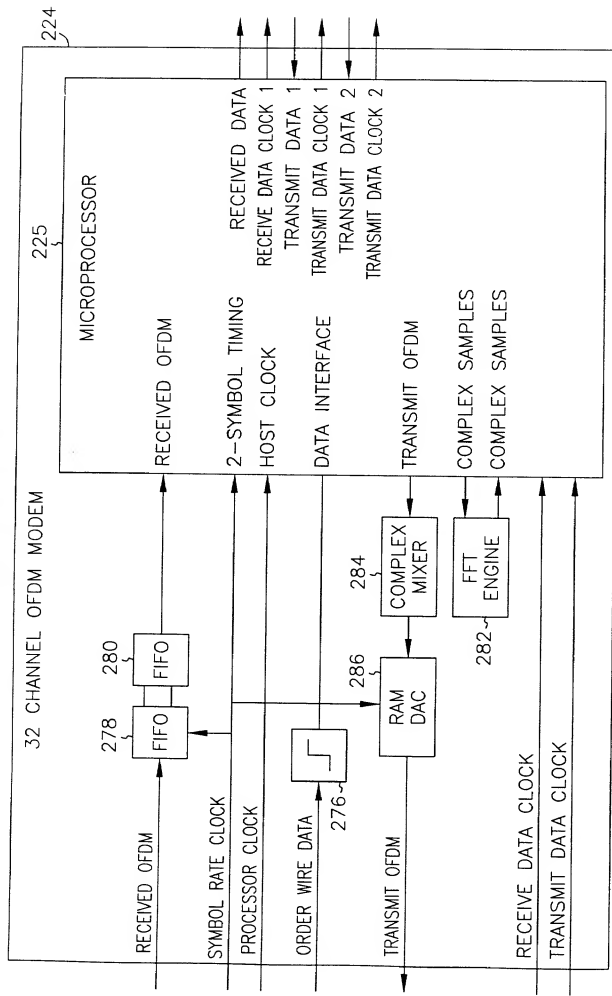 32 CHANNEL OFDM MODEM
224
225
MICROPROCESSOR
RECEIVED OFDM
278
FIFO
280
FIFO
RECEIVED OFDM
SYMBOL RATE CLOCK
2-SYMBOL TIMING
PROCESSOR CLOCK
HOST CLOCK
ORDER WIRE DATA
276
DATA INTERFACE
TRANSMIT OFDM
286
RAM
DAC
284
COMPLEX
MIXER
TRANSMIT OFDM
282
FFT
ENGINE
COMPLEX SAMPLES
COMPLEX SAMPLES
RECEIVE DATA CLOCK
TRANSMIT DATA CLOCK
RECEIVED DATA
RECEIVE DATA CLOCK 1
TRANSMIT DATA 1
TRANSMIT DATA CLOCK 1
TRANSMIT DATA 2
TRANSMIT DATA CLOCK 2